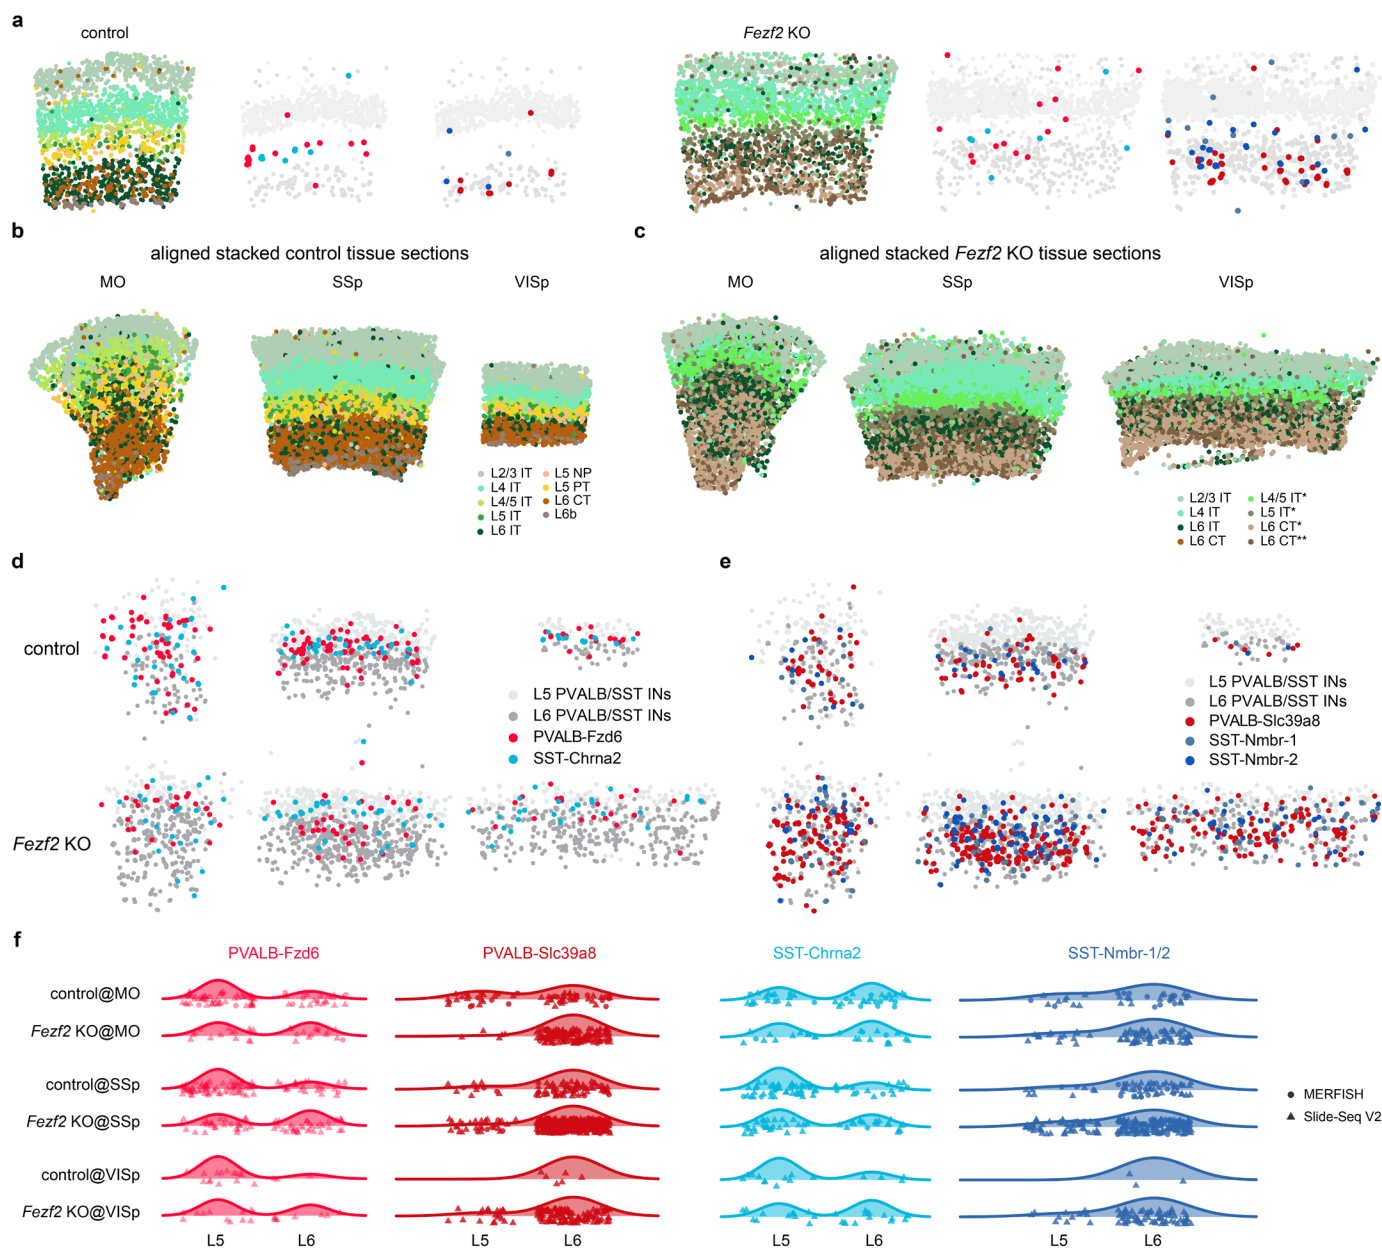 a
control
Fezf2 KO
b
aligned stacked control tissue sections
MO
SSp
VISp
L2/3 IT
L4 IT
L4/5 IT
L5 IT
L6 IT
L5 NP
L5 PT
L6 CT
L6b
c
aligned stacked Fezf2 KO tissue sections
MO
SSp
VISp
L2/3 IT
L4 IT
L6 IT
L6 CT
L4/5 IT*
L5 IT*
L6 CT*
L6 CT**
d
control
Fezf2 KO
L5 PVALB/SST INs
L6 PVALB/SST INs
PVALB-Fzd6
SST-Chrna2
e
L5 PVALB/SST INs
L6 PVALB/SST INs
PVALB-Slc39a8
SST-Nmbr-1
SST-Nmbr-2
f
PVALB-Fzd6
PVALB-Slc39a8
SST-Chrna2
SST-Nmbr-1/2
control@MO
Fezf2 KO@MO
control@SSp
Fezf2 KO@SSp
control@VISp
Fezf2 KO@VISp
MERFISH
Slide-Seq V2
L5
L6
L5
L6
L5
L6
L5
L6